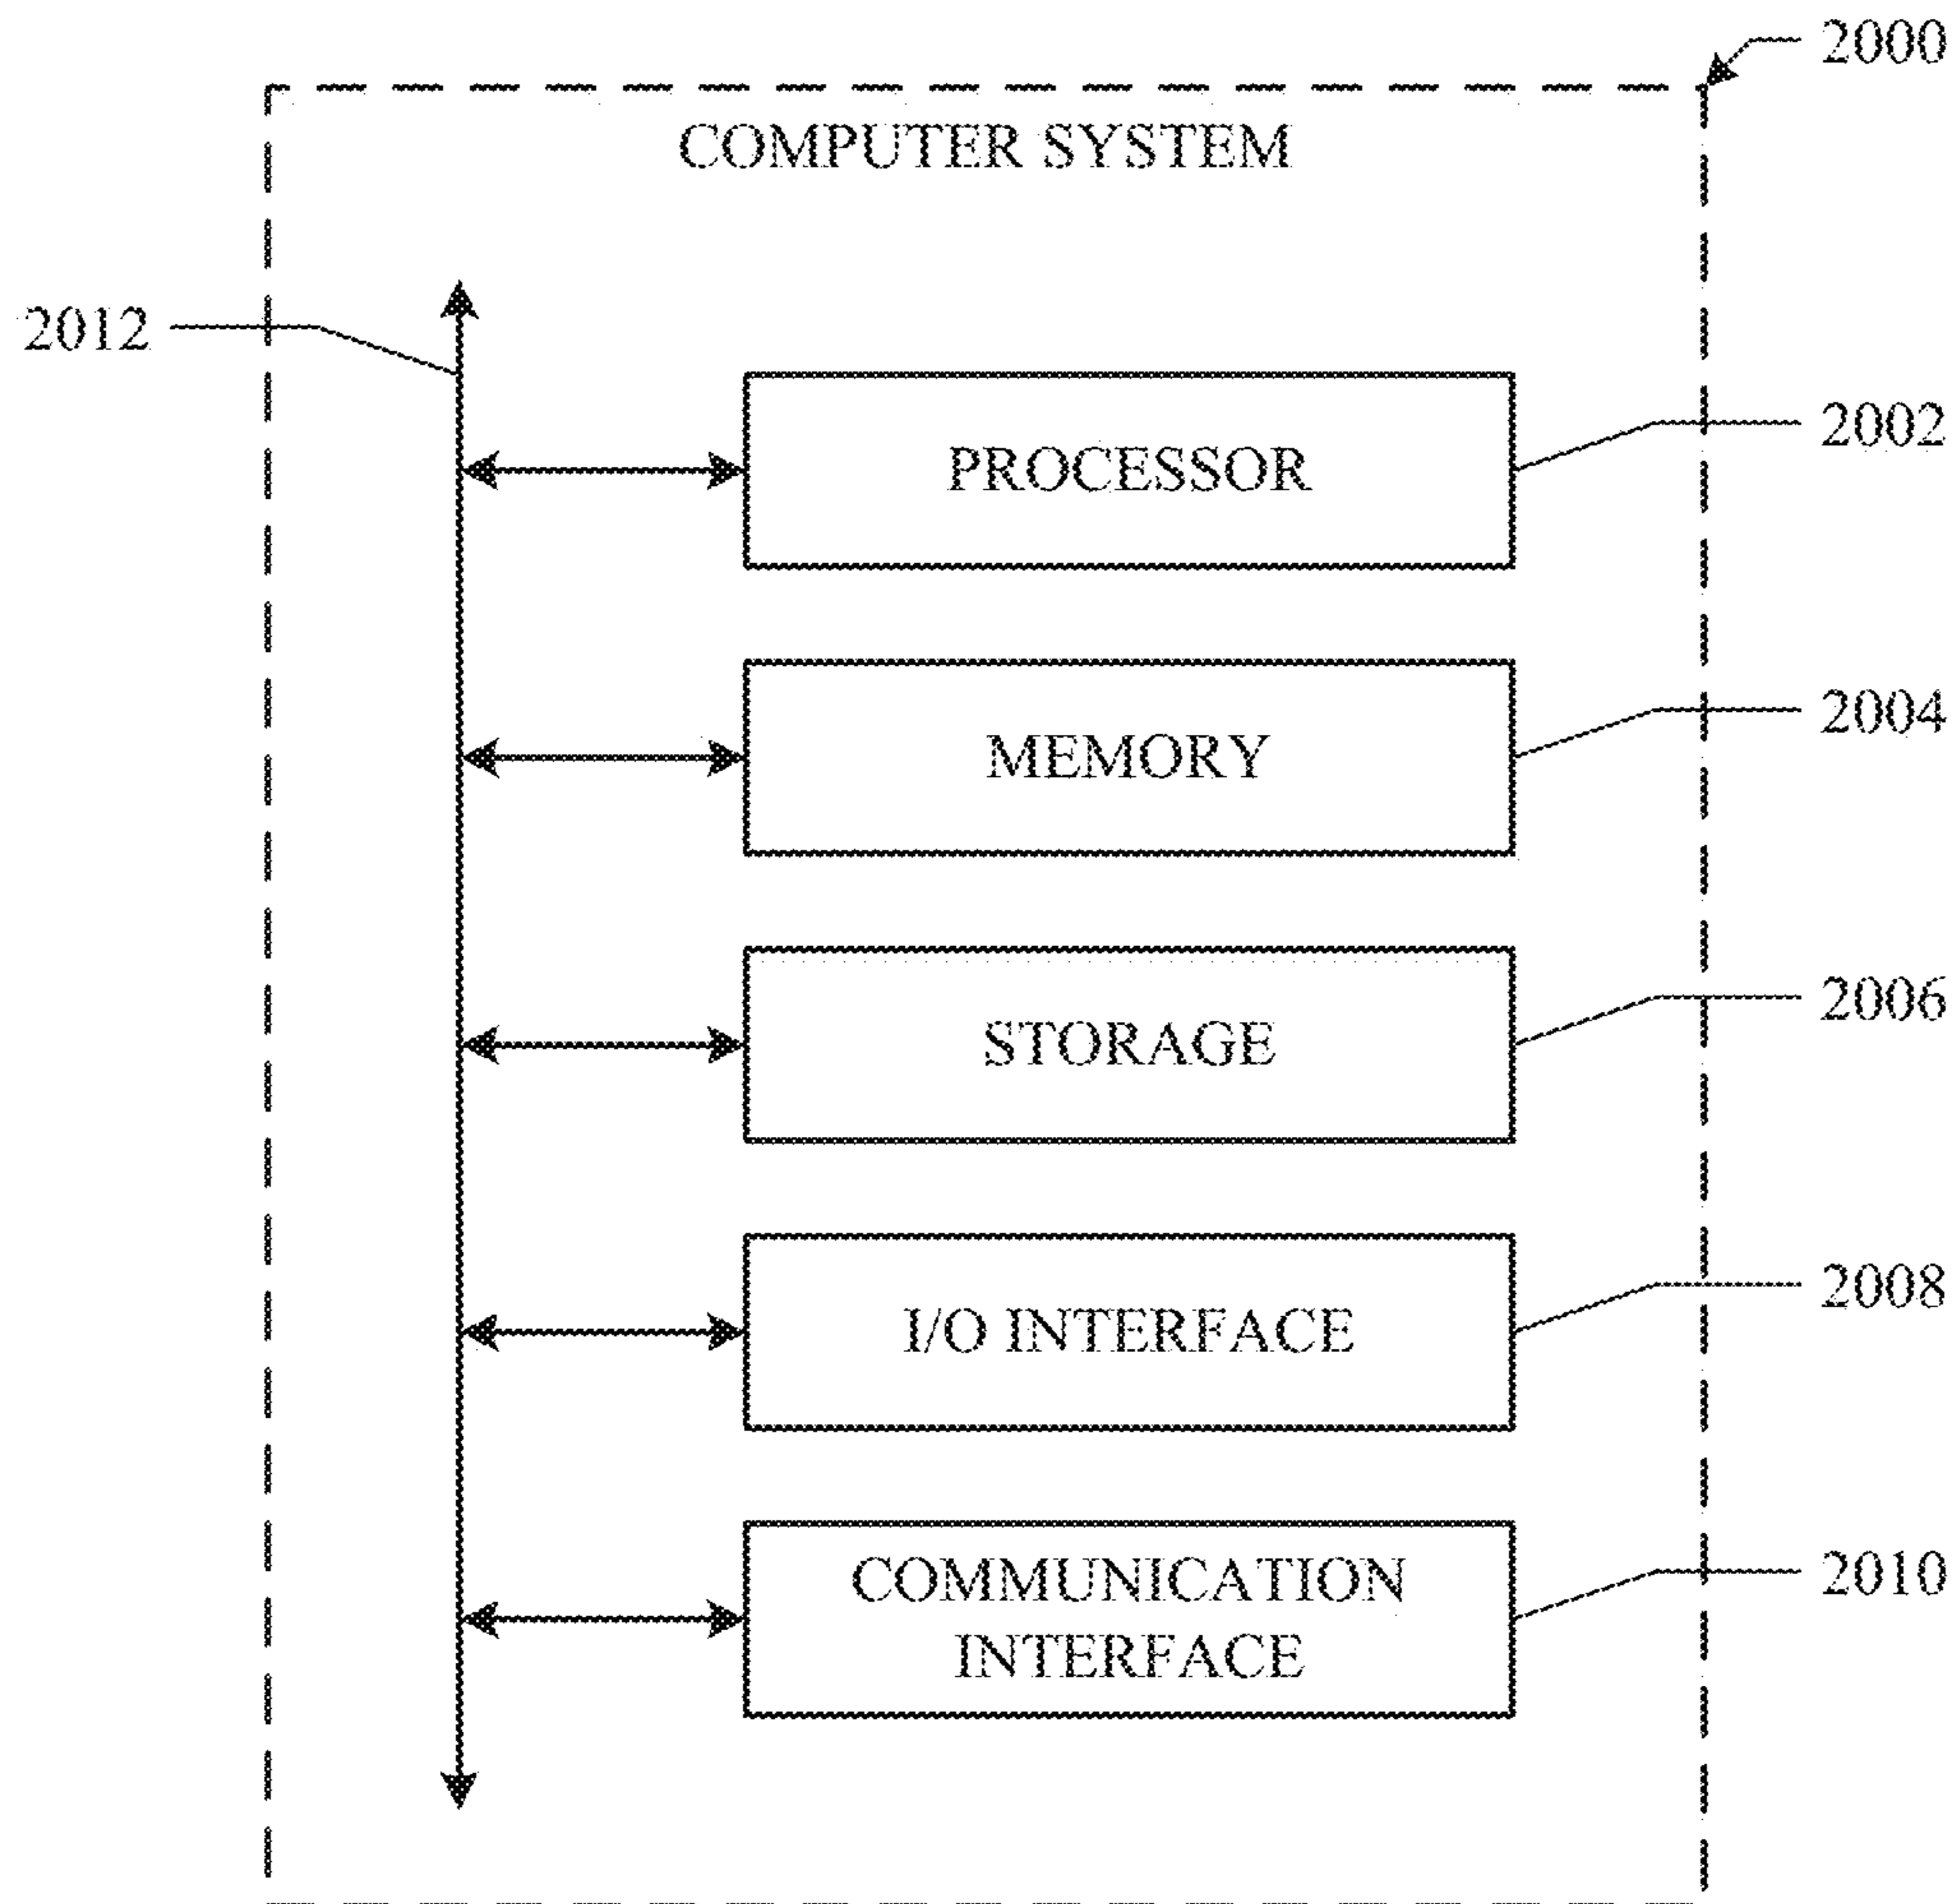 2000
COMPUTER SYSTEM
2012
PROCESSOR
2002
MEMORY
2004
STORAGE
2006
I/O INTERFACE
2008
COMMUNICATION
INTERFACE
2010